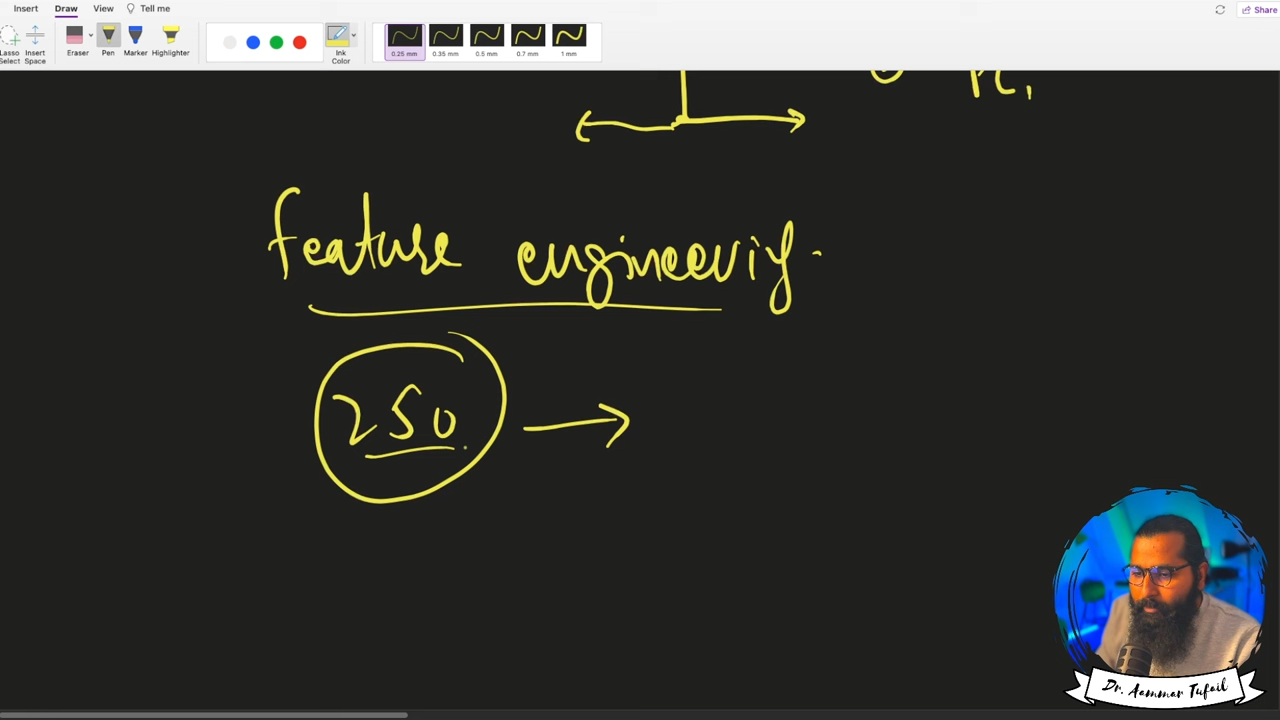 Insert Draw View Tell me
Share
Lasso Select
Insert Space
Eraser
Pen
Marker
Highlighter
Ink Color
0.25 mm
0.35 mm
0.5 mm
0.7 mm
1 mm
PC1
feature engineering.
250
Dr. Aammar Tufail